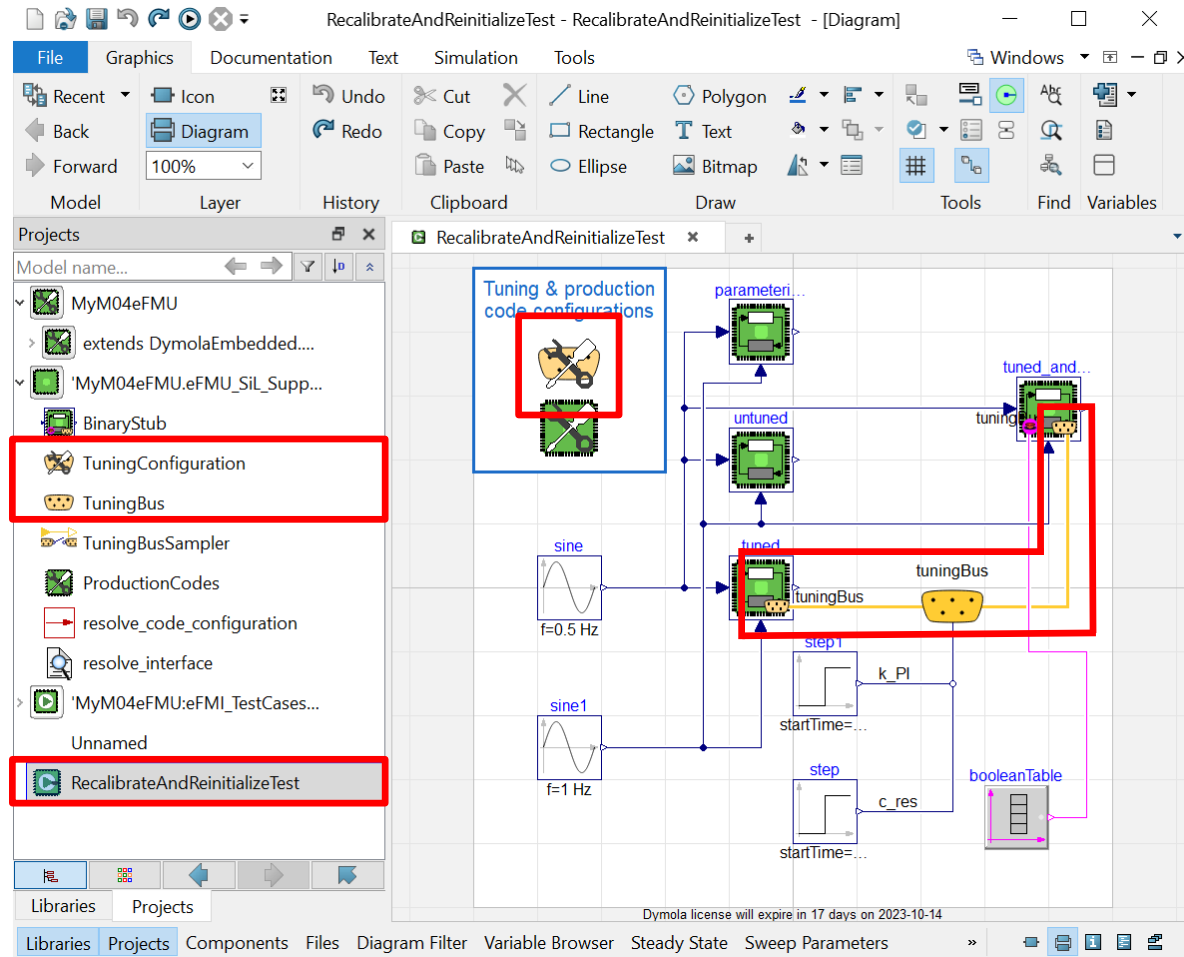 RecalibrateAndReinitializeTest - RecalibrateAndReinitializeTest - [Diagram]
File Graphics Documentation Text Simulation Tools Windows
Recent Icon Undo Cut Line Polygon
Back Diagram Redo Copy Rectangle Text
Forward 100% Paste Ellipse Bitmap
Model Layer History Clipboard Draw Tools Find Variables
Projects
Model name...
MyM04eFMU
extends DymolaEmbedded....
'MyM04eFMU.eFMU_SiL_Supp...
BinaryStub
TuningConfiguration
TuningBus
TuningBusSampler
ProductionCodes
resolve_code_configuration
resolve_interface
'MyM04eFMU:eFMI_TestCases...
Unnamed
RecalibrateAndReinitializeTest
Libraries Projects
RecalibrateAndReinitializeTest
Tuning & production
code configurations
parameteri...
tuned_and...
tuning
untuned
sine
f=0.5 Hz
tuned
tuningBus
tuningBus
step1
k_PI
startTime=...
sine1
f=1 Hz
step
c_res
startTime=...
booleanTable
Dymola license will expire in 17 days on 2023-10-14
Libraries Projects Components Files Diagram Filter Variable Browser Steady State Sweep Parameters »